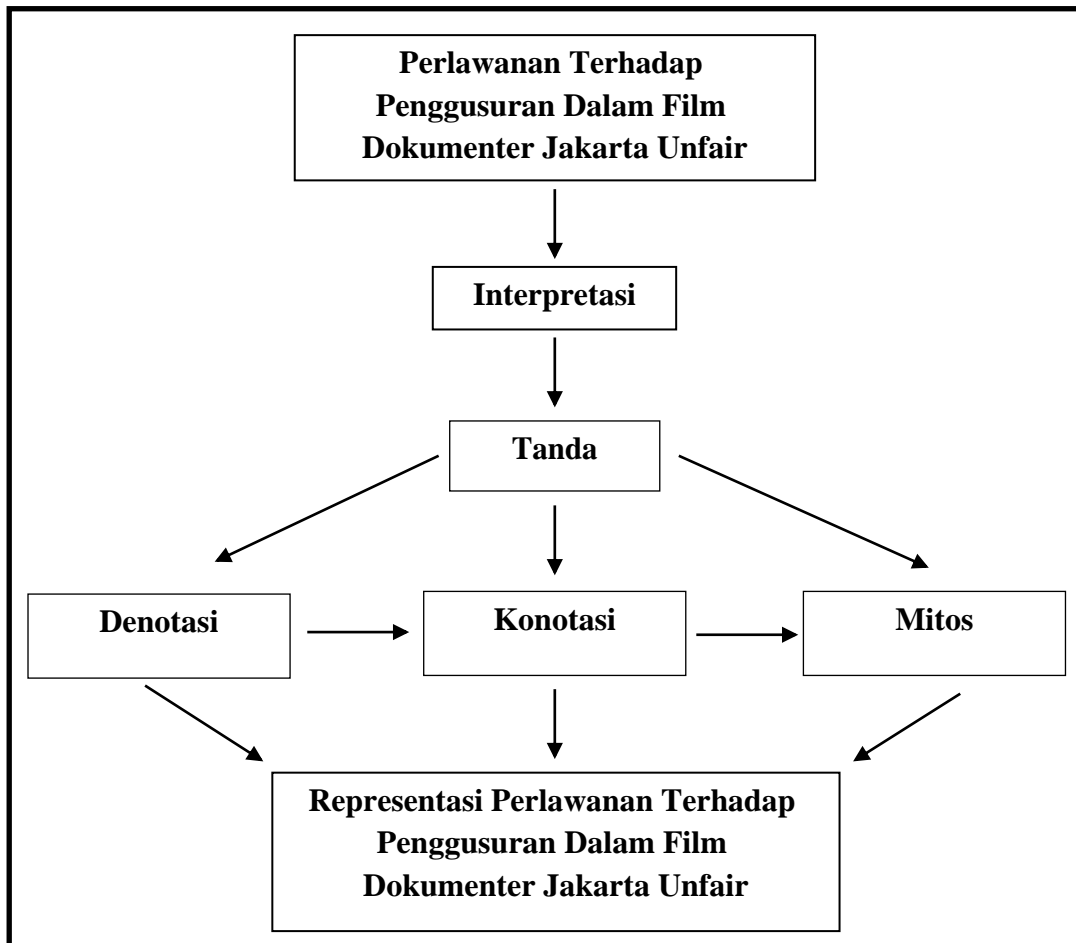 Perlawanan Terhadap
Penggusuran Dalam Film
Dokumenter Jakarta Unfair
Interpretasi
Tanda
Denotasi
Konotasi
Mitos
Representasi Perlawanan Terhadap
Penggusuran Dalam Film
Dokumenter Jakarta Unfair